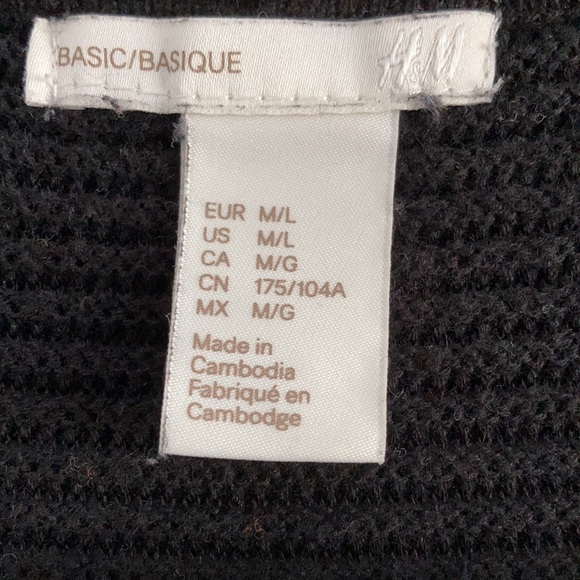 .BASIC/BASIQUE H&M
EUR M/L
US M/L
CA M/G
CN 175/104A
MX M/G
Made in
Cambodia
Fabriqué en
Cambodge